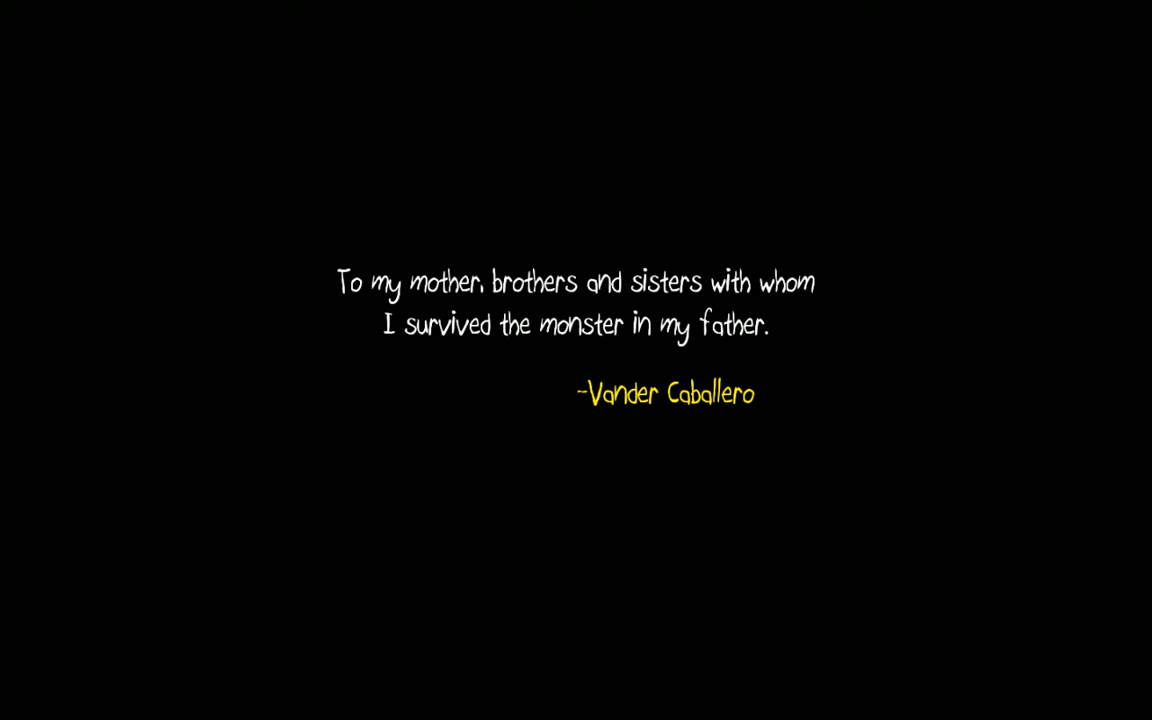 To my mother, brothers and sisters with whom
I survived the monster in my father.
-Vander Caballero